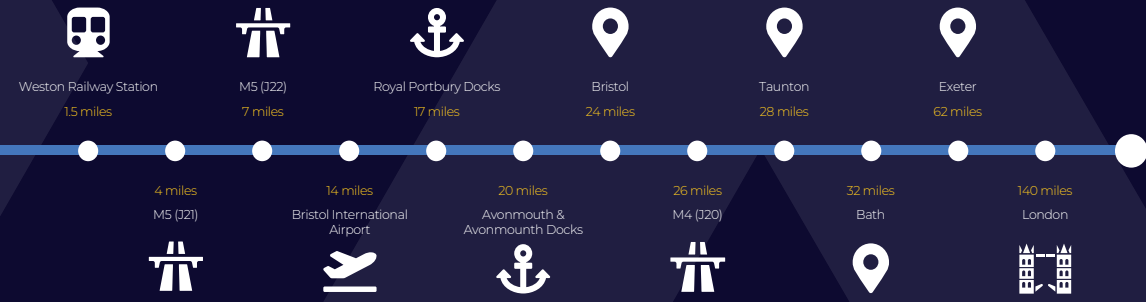 Weston Railway Station
1.5 miles
M5 (J22)
7 miles
Royal Portbury Docks
17 miles
Bristol
24 miles
Taunton
28 miles
Exeter
62 miles
4 miles
M5 (J21)
14 miles
Bristol International
Airport
20 miles
Avonmouth &
Avonmounth Docks
26 miles
M4 (J20)
32 miles
Bath
140 miles
London